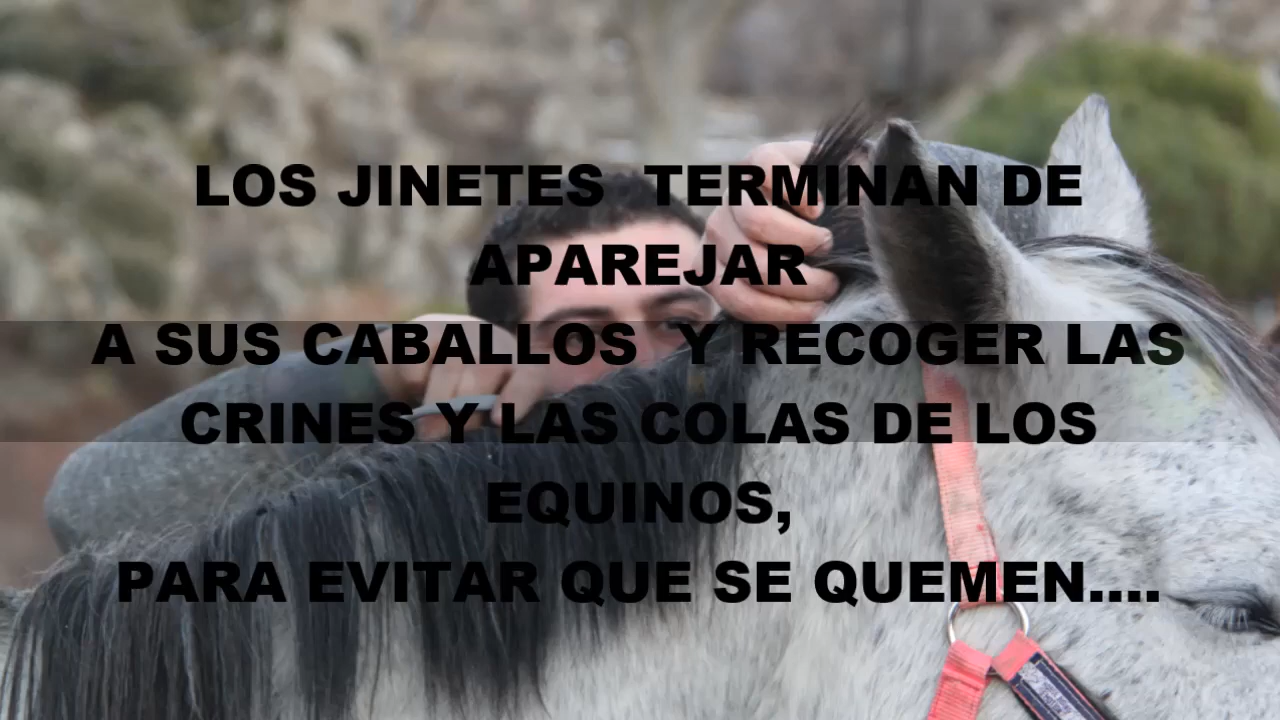 LOS JINETES TERMINAN DE
APAREJAR
A SUS CABALLOS Y RECOGER LAS
CRINES Y LAS COLAS DE LOS
EQUINOS,
PARA EVITAR QUE SE QUEMEN....